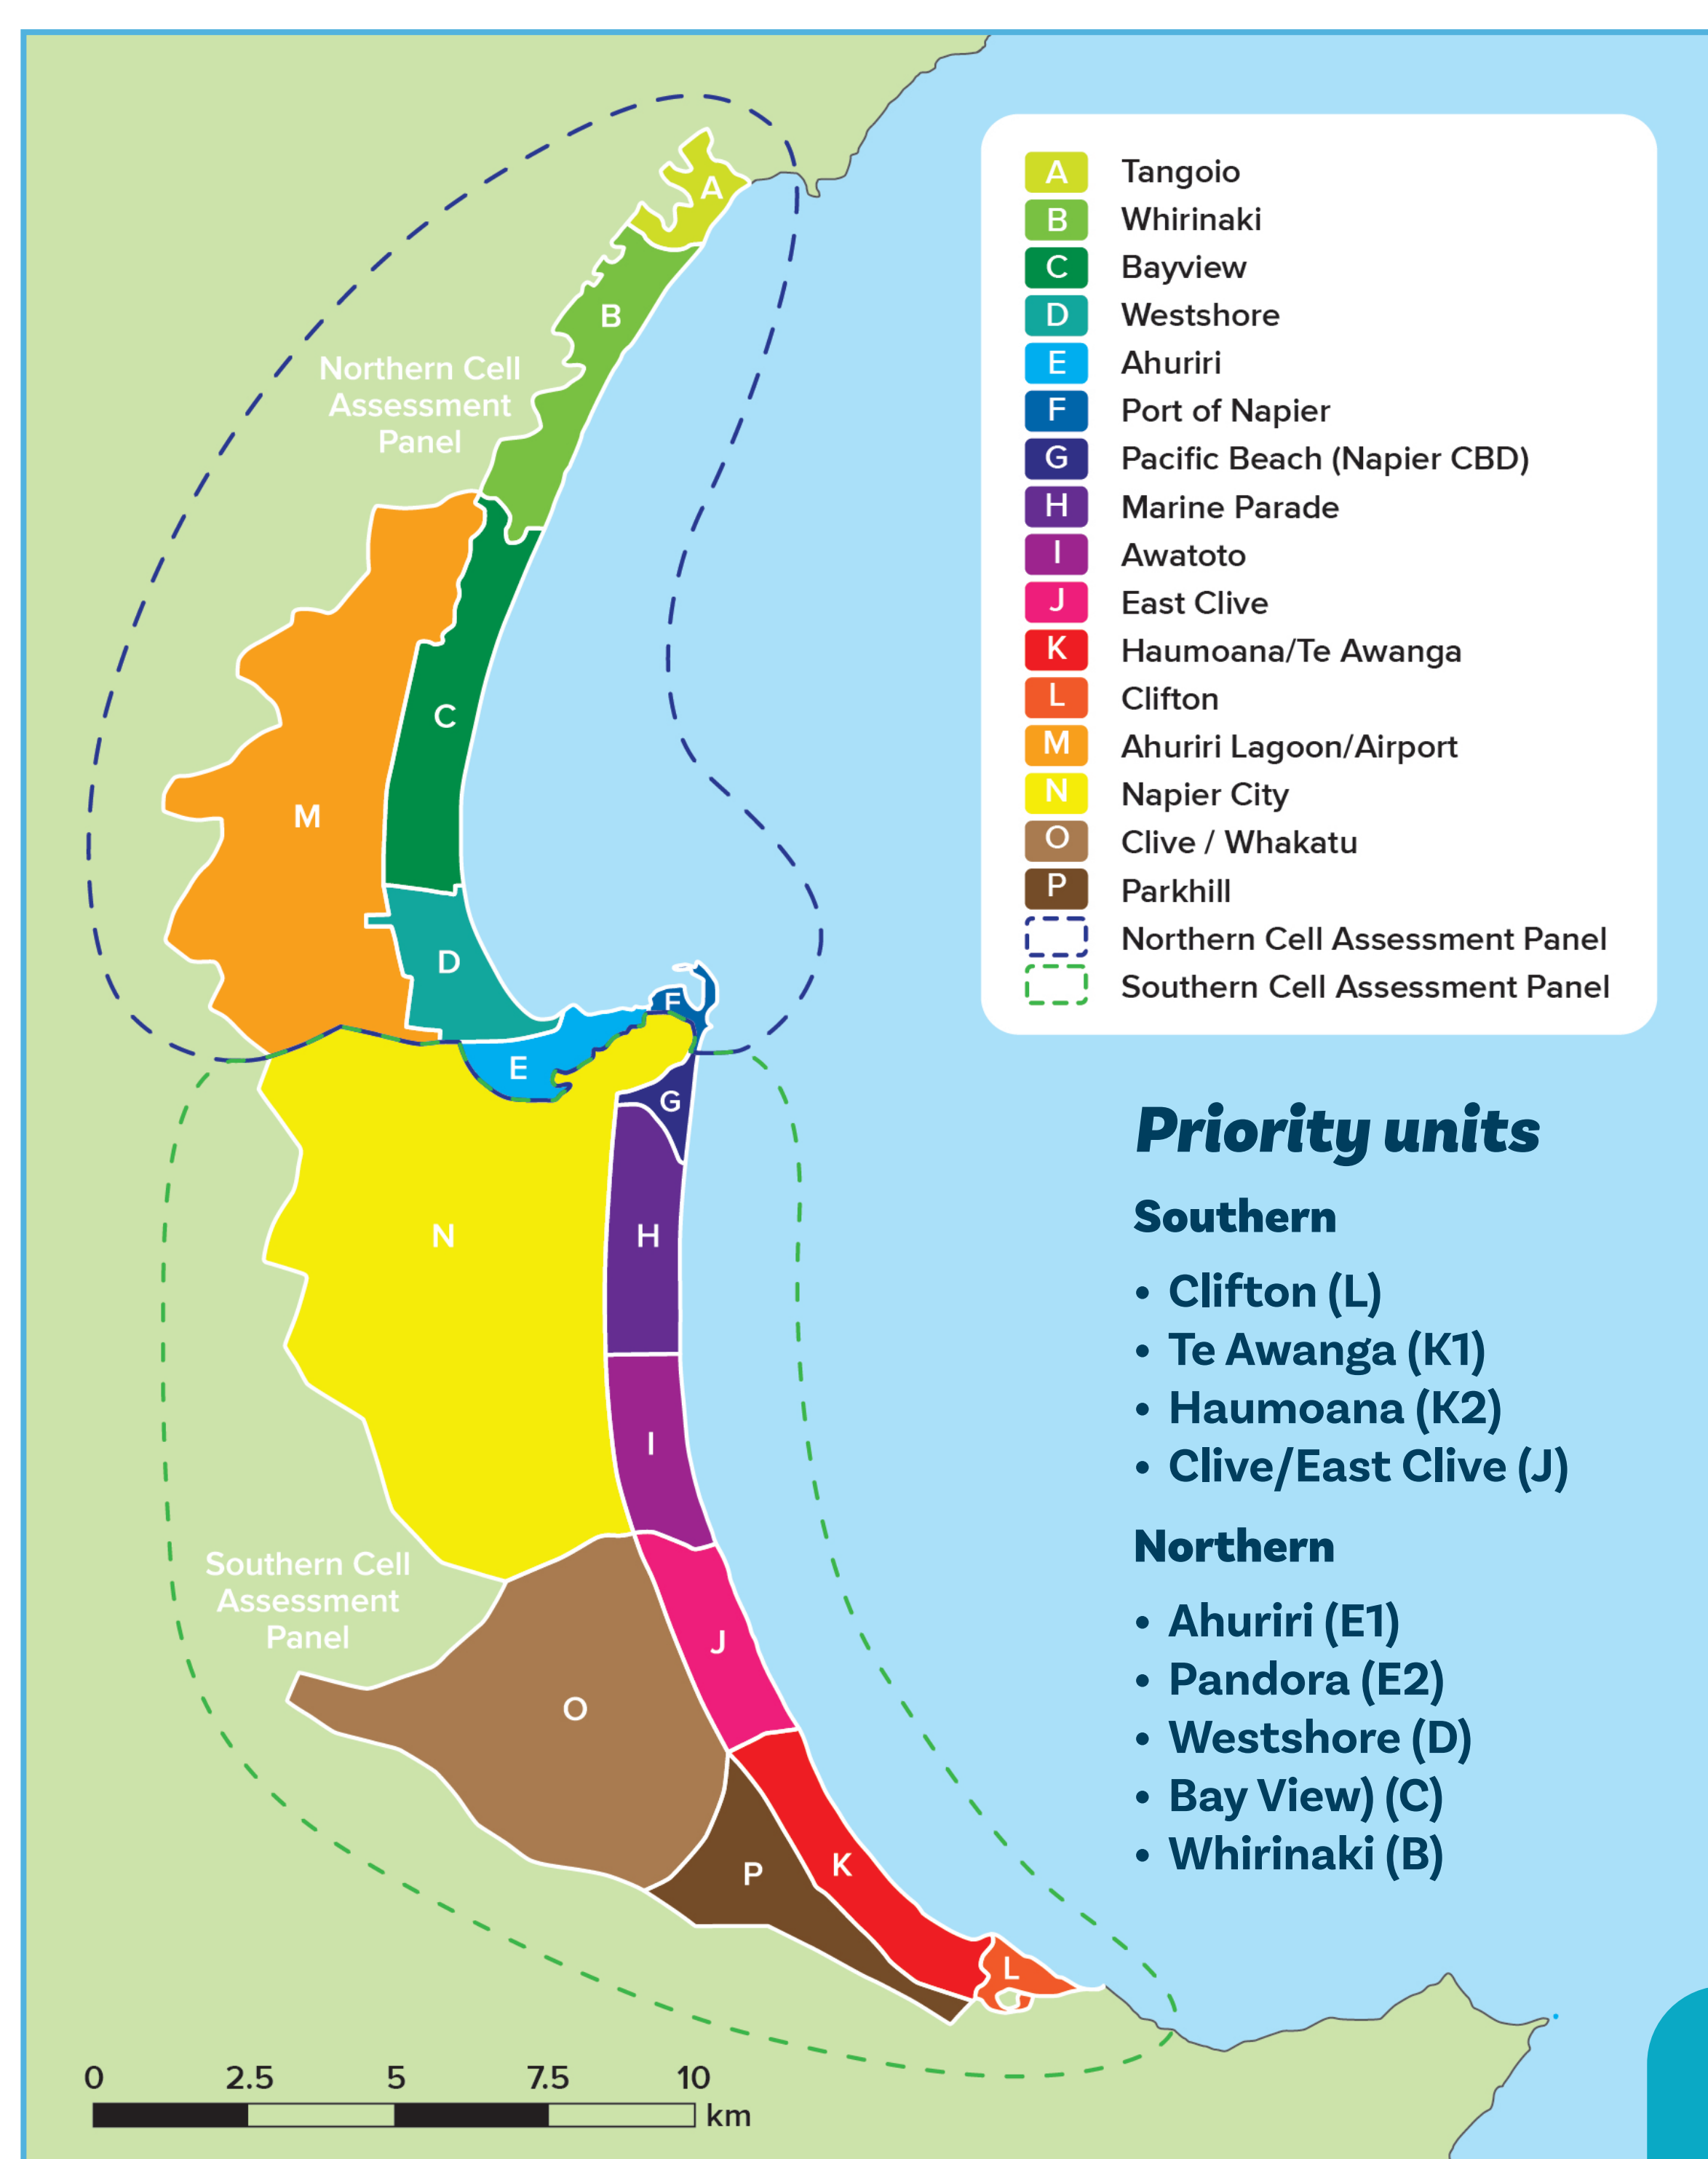 A Tangoio
B Whirinaki
C Bayview
D Westshore
E Ahuriri
F Port of Napier
G Pacific Beach (Napier CBD)
H Marine Parade
I Awatoto
J East Clive
K Haumoana/Te Awanga
L Clifton
M Ahuriri Lagoon/Airport
N Napier City
O Clive / Whakatu
P Parkhill
Northern Cell Assessment Panel
Southern Cell Assessment Panel
A
B
Northern Cell
Assessment
Panel
C
M
D
F
E
G
N
H
I
Southern Cell
Assessment
Panel
J
O
P
K
L
Priority units
Southern
• Clifton (L)
• Te Awanga (K1)
• Haumoana (K2)
• Clive/East Clive (J)
Northern
• Ahuriri (E1)
• Pandora (E2)
• Westshore (D)
• Bay View) (C)
• Whirinaki (B)
0 2.5 5 7.5 10
km